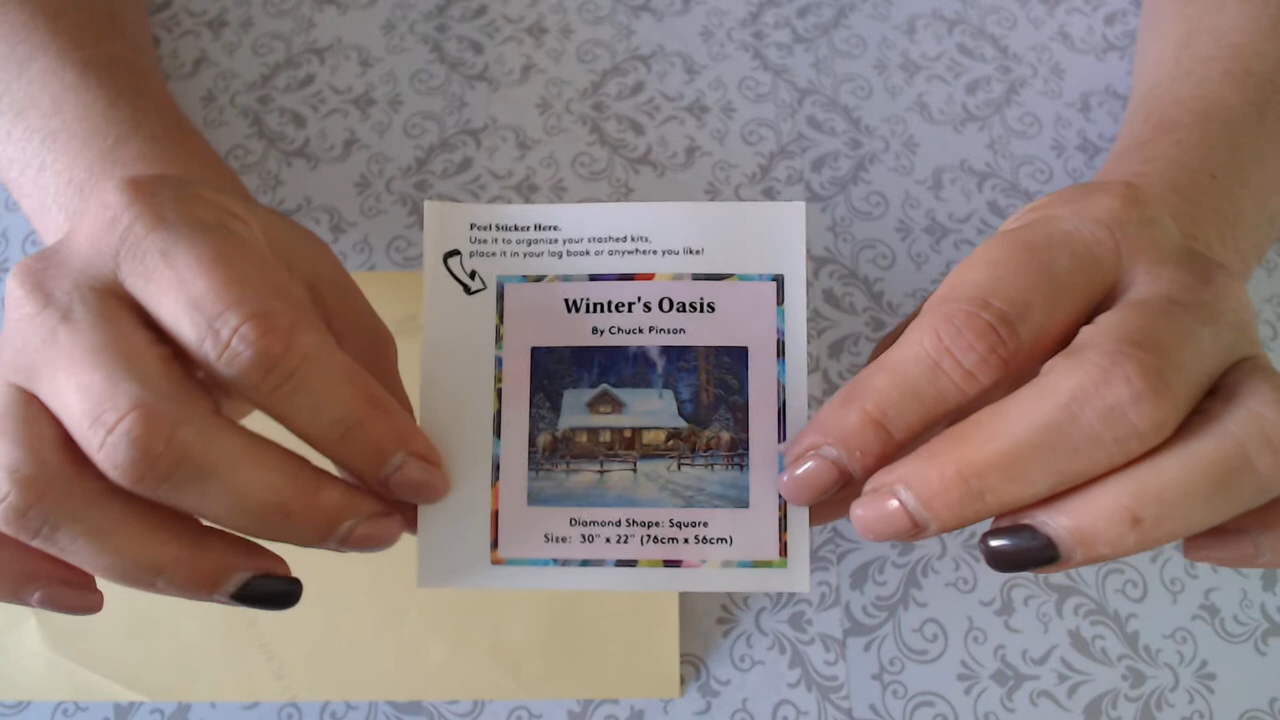 Peel Sticker Here.
Use it to organize your stashed kits,
place it in your log book or anywhere you like!
Winter's Oasis
By Chuck Pinson
Diamond Shape: Square
Size: 30" x 22" (76cm x 56cm)